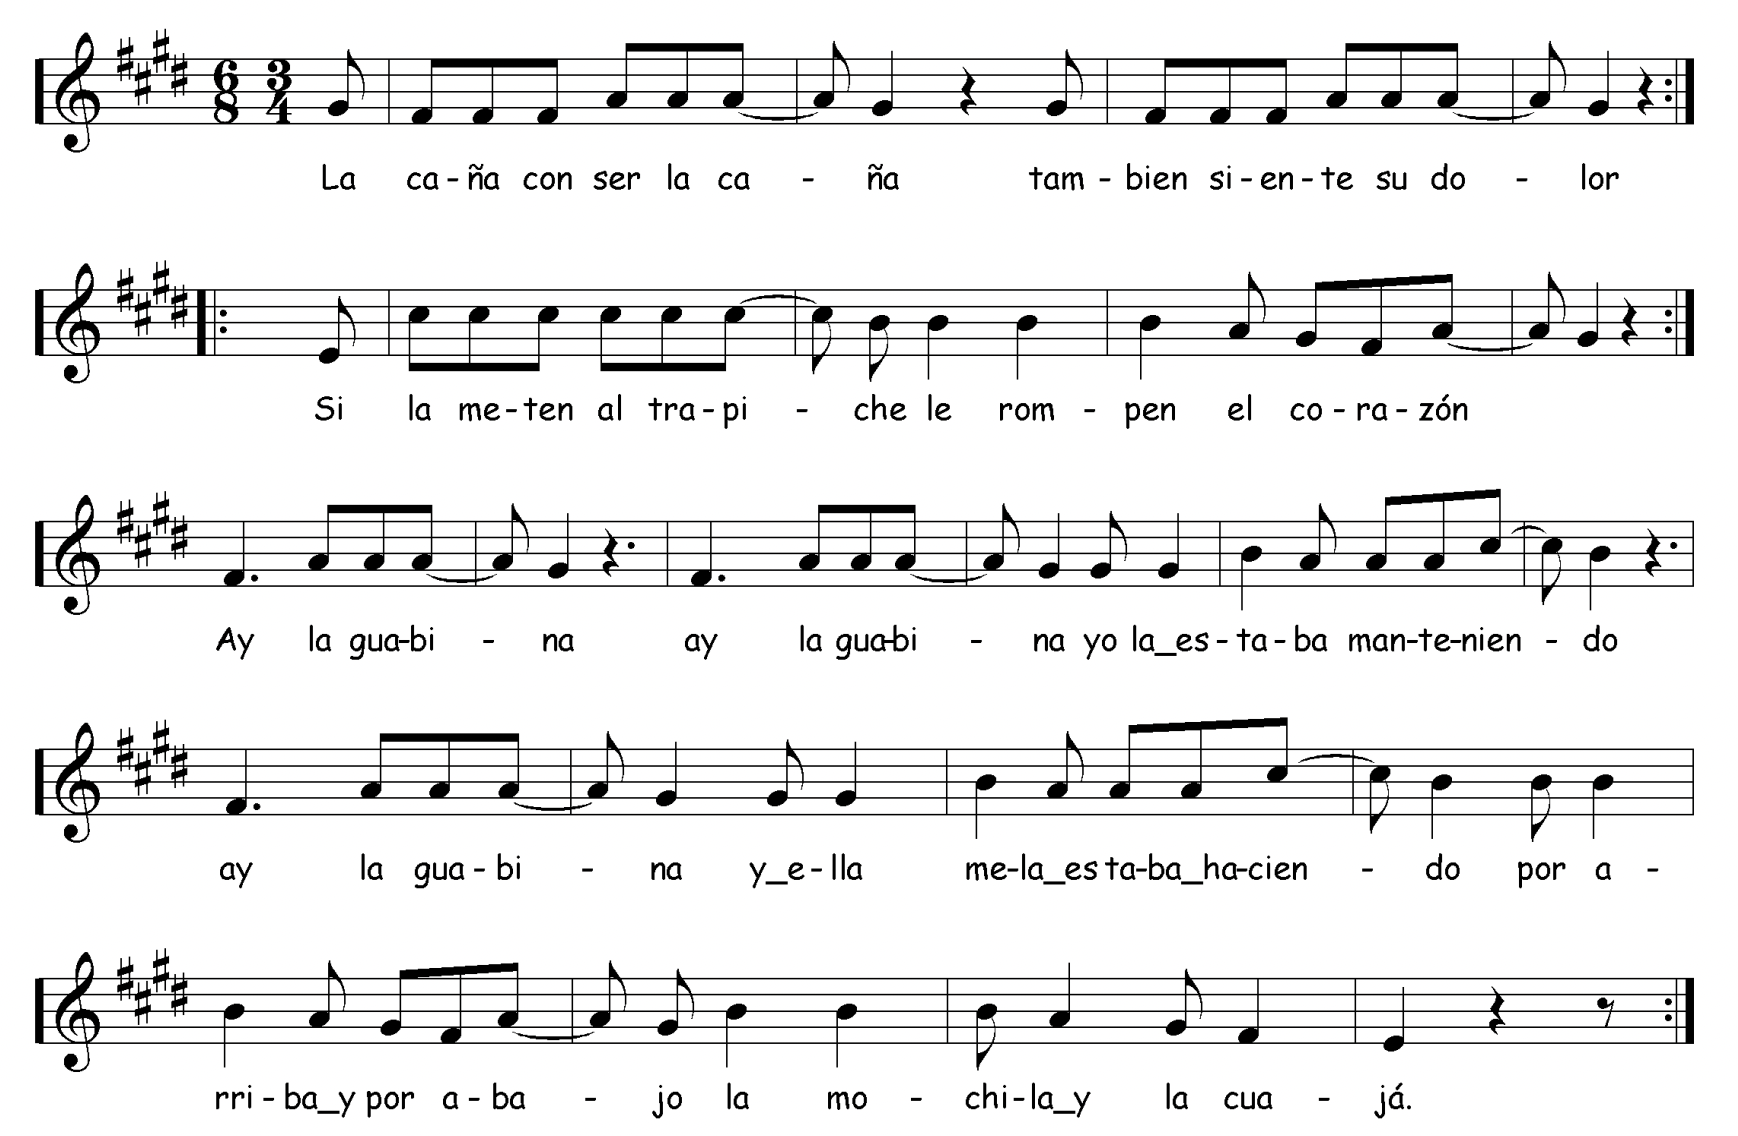 6 3
8 4
La ca - ña con ser la ca - ña tam - bien si - en - te su do - lor
Si la me - ten al tra - pi - che le rom - pen el co - ra - zón
Ay la gua - bi - na ay la gua - bi - na yo la_es - ta - ba man - te - nien - do
ay la gua - bi - na y_e - lla me - la_es ta - ba_ha - cien - do por a -
rri - ba_y por a - ba - jo la mo - chi - la_y la cua - já.